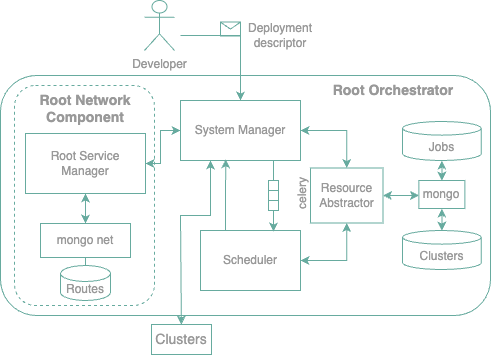 Deployment
descriptor
Developer
Root Network
Component
Root Orchestrator
System Manager
Root Service
Manager
Jobs
celery
Resource
Abstractor
mongo
mongo net
Scheduler
Clusters
Routes
Clusters